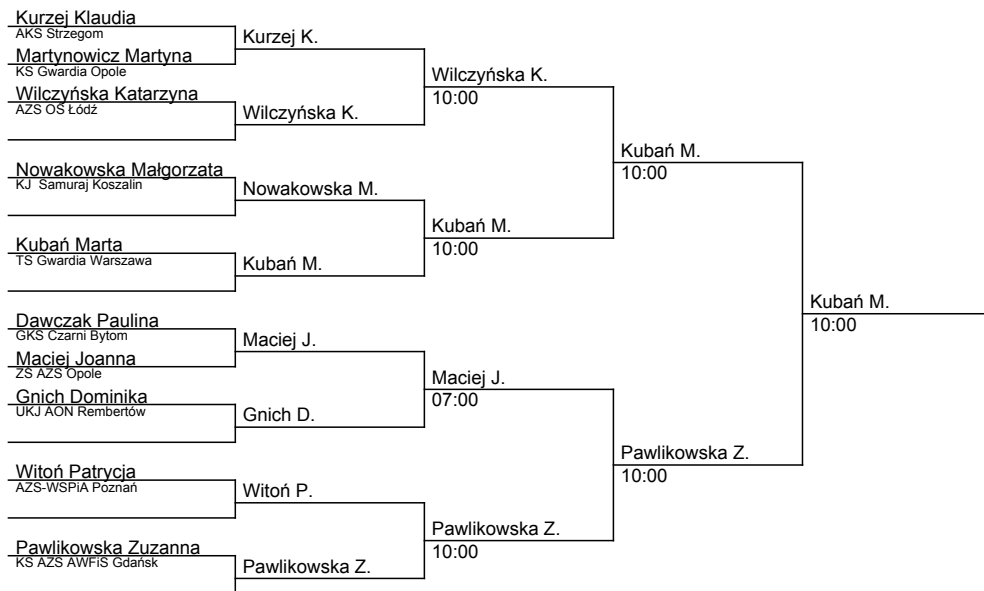 Kurzej Klaudia
AKS Strzegom
Kurzej K.
Martynowicz Martyna
KS Gwardia Opole
Wilczyńska K.
10:00
Wilczyńska Katarzyna
AZS OŚ Łódź
Wilczyńska K.
Kubań M.
10:00
Nowakowska Małgorzata
KJ  Samuraj Koszalin
Nowakowska M.
Kubań M.
10:00
Kubań Marta
TS Gwardia Warszawa
Kubań M.
Kubań M.
10:00
Dawczak Paulina
GKS Czarni Bytom
Maciej J.
Maciej Joanna
ZS AZS Opole
Maciej J.
07:00
Gnich Dominika
UKJ AON Rembertów
Gnich D.
Pawlikowska Z.
10:00
Witoń Patrycja
AZS-WSPiA Poznań
Witoń P.
Pawlikowska Z.
10:00
Pawlikowska Zuzanna
KS AZS AWFiS Gdańsk
Pawlikowska Z.